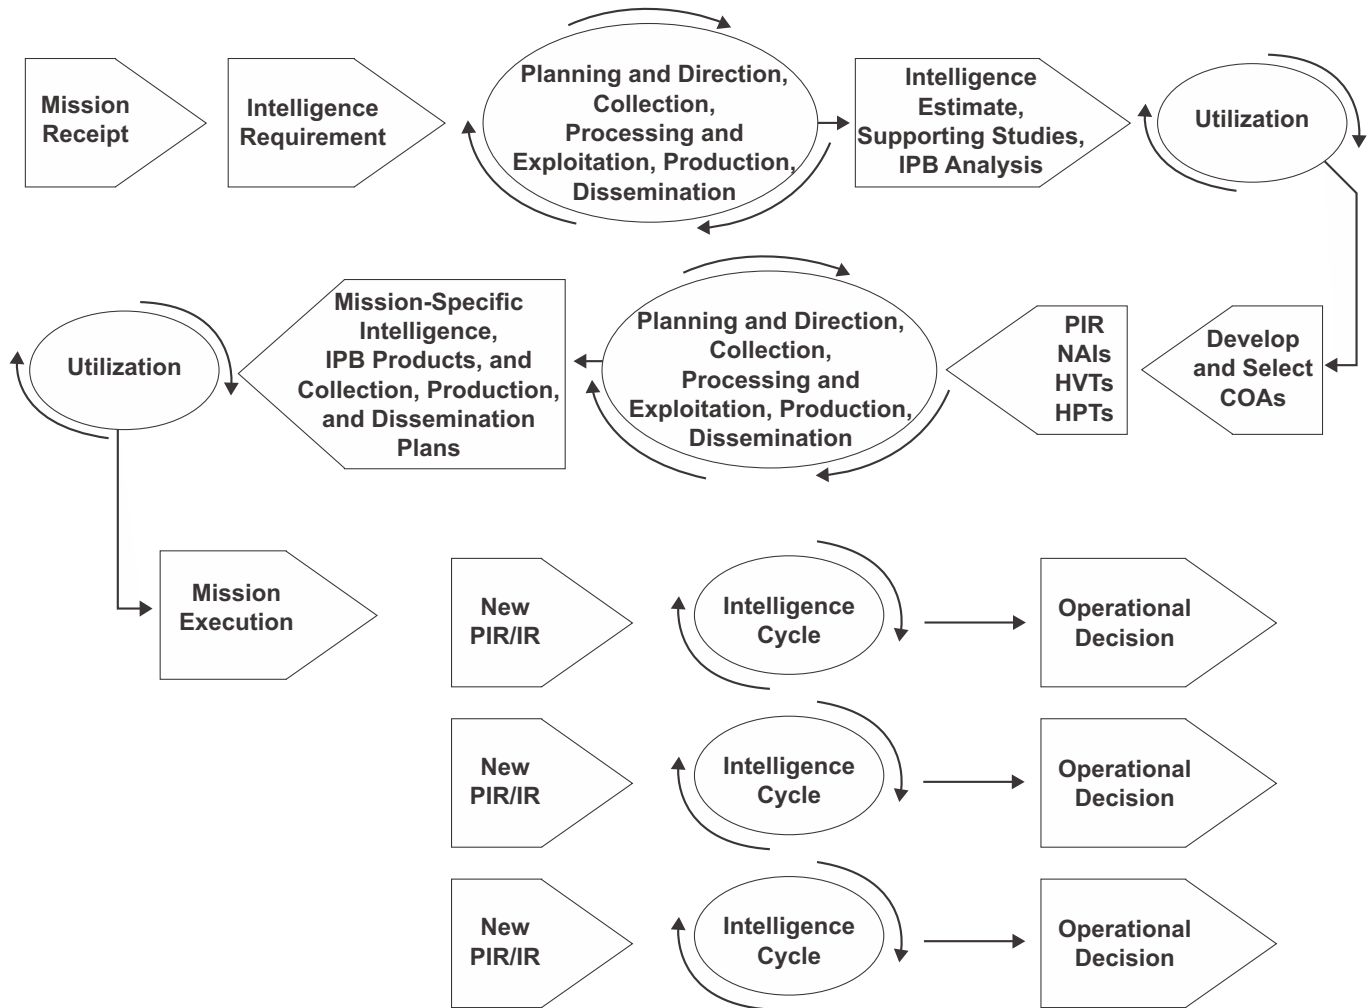 Mission
Receipt
Intelligence
Requirement
Planning and Direction,
Collection,
Processing and
Exploitation, Production,
Dissemination
Intelligence
Estimate,
Supporting Studies,
IPB Analysis
Utilization
Develop
and Select
COAs
PIR
NAIs
HVTs
HPTs
Planning and Direction,
Collection,
Processing and
Exploitation, Production,
Dissemination
Mission-Specific
Intelligence,
IPB Products, and
Collection, Production,
and Dissemination
Plans
Utilization
Mission
Execution
New
PIR/IR
Intelligence
Cycle
Operational
Decision
New
PIR/IR
Intelligence
Cycle
Operational
Decision
New
PIR/IR
Intelligence
Cycle
Operational
Decision